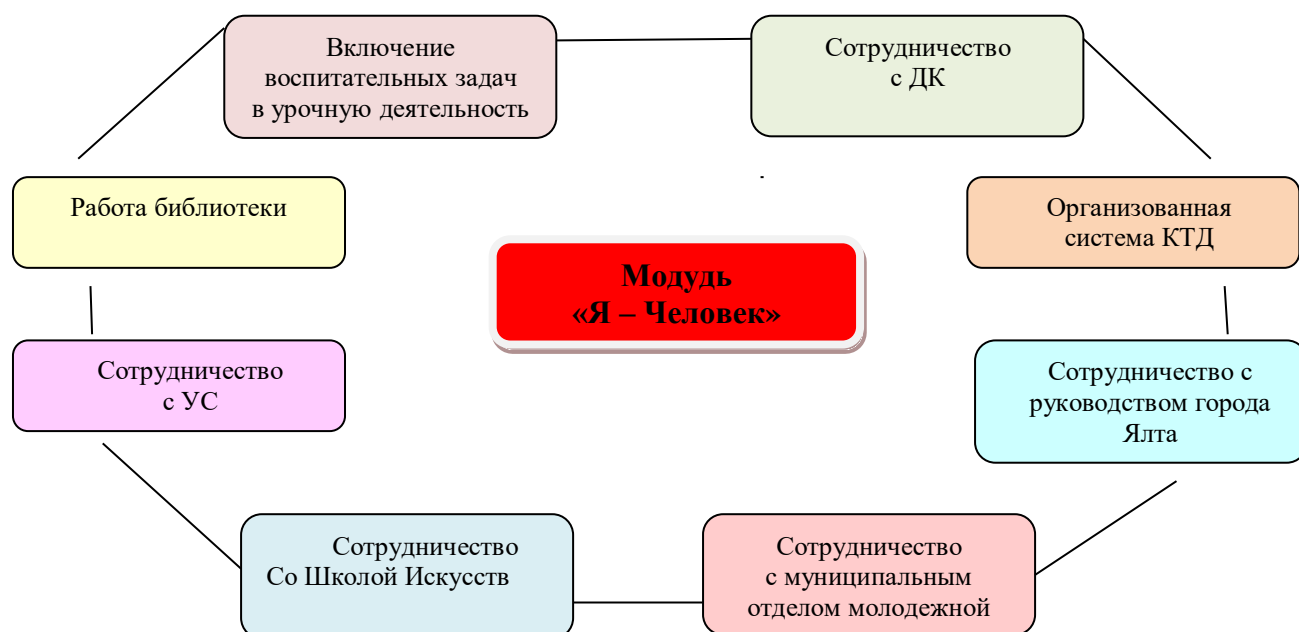 Включение
воспитательных задач
в урочную деятельность
Сотрудничество
с ДК
Работа библиотеки
Организованная
система КТД
Модудь
«Я – Человек»
Сотрудничество
с УС
Сотрудничество с
руководством города
Ялта
Сотрудничество
Со Школой Искусств
Сотрудничество
с муниципальным
отделом молодежной